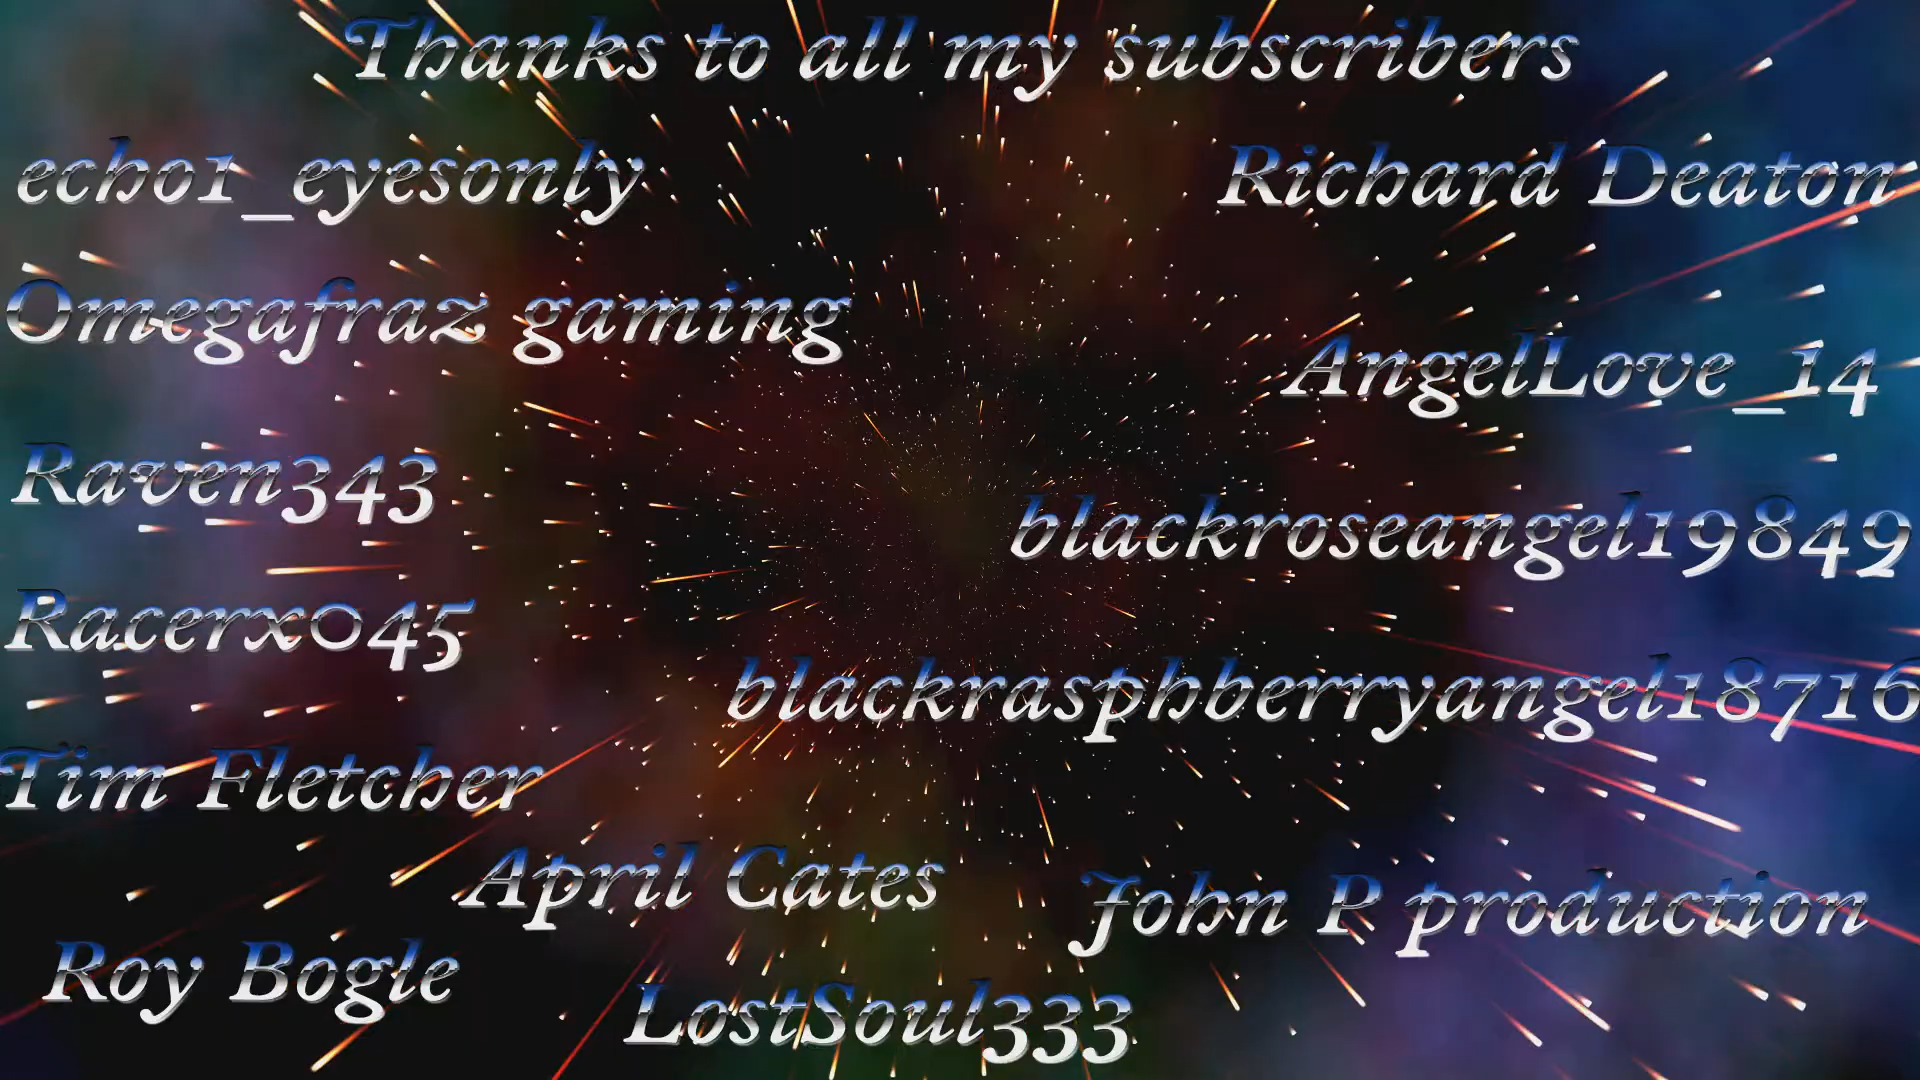 Thanks to all my subscribers
echo1_eyesonly
Richard Deaton
Omegafraz gaming
AngelLove_14
Raven343
blackroseangel19849
Racerx045
blackrasphberryangel18716
Tim Fletcher
April Cates
John P production
Roy Bogle
LostSoul333